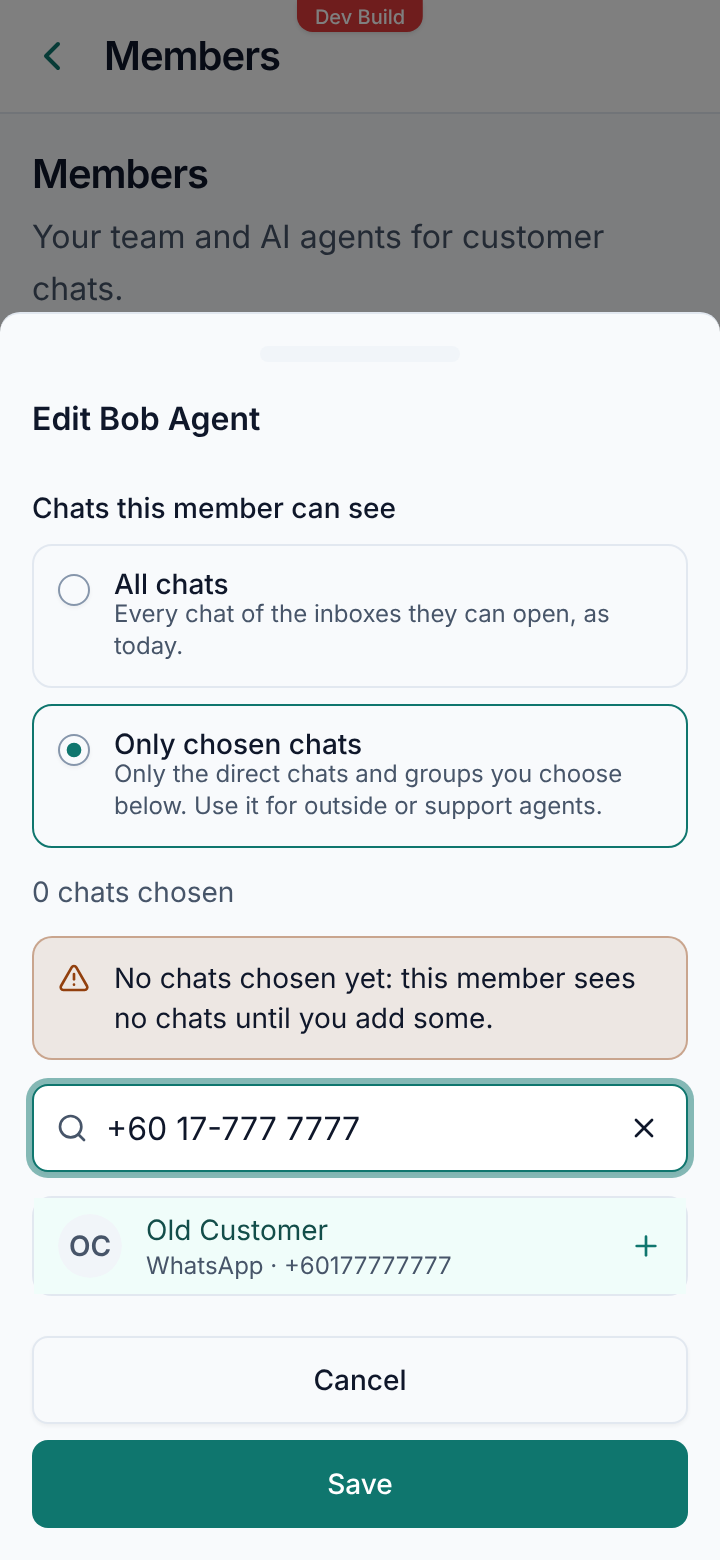 Dev Build
Members
Members
Your team and AI agents for customer
chats.
Edit Bob Agent
Chats this member can see
All chats
Every chat of the inboxes they can open, as
today.
Only chosen chats
Only the direct chats and groups you choose
below. Use it for outside or support agents.
0 chats chosen
No chats chosen yet: this member sees
no chats until you add some.
+60 17-777 7777
OC
Old Customer
WhatsApp · +60177777777
Cancel
Save